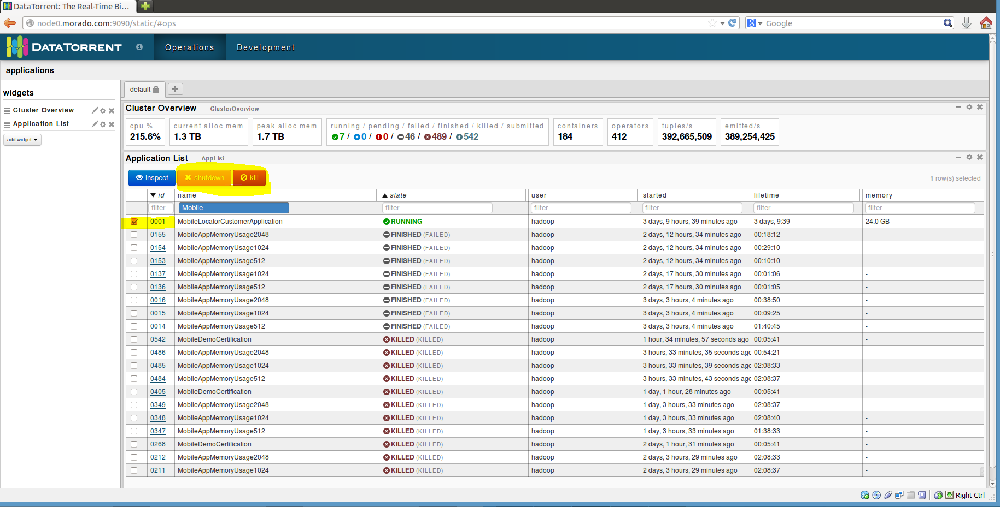 DataTorrent: The Real-Time Bi...
node0.morado.com:9090/static/#ops
Google
DATATORRENT
Operations
Development
applications
widgets
Cluster Overview
Application List
add widget
default
Cluster Overview ClusterOverview
cpu % current alloc mem peak alloc mem running / pending / failed / finished / killed / submitted containers operators tuples/s emitted/s
215.6% 1.3 TB 1.7 TB 7 / 0 / 0 / 46 / 489 / 542 184 412 392,665,509 389,254,425
Application List AppList
inspect shutdown kill 1 row(s) selected
id name state user started lifetime memory
filter Mobile filter filter filter filter filter
0001 MobileLocatorCustomerApplication RUNNING hadoop 3 days, 9 hours, 39 minutes ago 3 days, 9:39 24.0 GB
0155 MobileAppMemoryUsage2048 FINISHED (FAILED) hadoop 2 days, 12 hours, 34 minutes ago 00:18:12 -
0154 MobileAppMemoryUsage1024 FINISHED (FAILED) hadoop 2 days, 12 hours, 34 minutes ago 00:29:10 -
0153 MobileAppMemoryUsage512 FINISHED (FAILED) hadoop 2 days, 12 hours, 34 minutes ago 00:10:10 -
0137 MobileAppMemoryUsage1024 FINISHED (FAILED) hadoop 2 days, 17 hours, 30 minutes ago 00:01:06 -
0136 MobileAppMemoryUsage512 FINISHED (FAILED) hadoop 2 days, 17 hours, 30 minutes ago 00:01:05 -
0016 MobileAppMemoryUsage2048 FINISHED (FAILED) hadoop 3 days, 3 hours, 4 minutes ago 00:38:50 -
0015 MobileAppMemoryUsage1024 FINISHED (FAILED) hadoop 3 days, 3 hours, 4 minutes ago 00:09:25 -
0014 MobileAppMemoryUsage512 FINISHED (FAILED) hadoop 3 days, 3 hours, 4 minutes ago 01:40:45 -
0542 MobileDemoCertification KILLED (KILLED) hadoop 1 hour, 34 minutes, 57 seconds ago 00:05:41 -
0486 MobileAppMemoryUsage2048 KILLED (KILLED) hadoop 3 hours, 33 minutes, 35 seconds ago 00:54:21 -
0485 MobileAppMemoryUsage1024 KILLED (KILLED) hadoop 3 hours, 33 minutes, 39 seconds ago 02:08:33 -
0484 MobileAppMemoryUsage512 KILLED (KILLED) hadoop 3 hours, 33 minutes, 43 seconds ago 02:08:37 -
0405 MobileDemoCertification KILLED (KILLED) hadoop 1 day, 1 hour, 28 minutes ago 00:05:41 -
0349 MobileAppMemoryUsage2048 KILLED (KILLED) hadoop 1 day, 3 hours, 33 minutes ago 02:08:37 -
0348 MobileAppMemoryUsage1024 KILLED (KILLED) hadoop 1 day, 3 hours, 33 minutes ago 02:08:40 -
0347 MobileAppMemoryUsage512 KILLED (KILLED) hadoop 1 day, 3 hours, 33 minutes ago 01:38:33 -
0268 MobileDemoCertification KILLED (KILLED) hadoop 2 days, 1 hour, 31 minutes ago 00:05:41 -
0212 MobileAppMemoryUsage2048 KILLED (KILLED) hadoop 2 days, 3 hours, 29 minutes ago 02:08:33 -
0211 MobileAppMemoryUsage1024 KILLED (KILLED) hadoop 2 days, 3 hours, 29 minutes ago 02:08:37 -
Right Ctrl